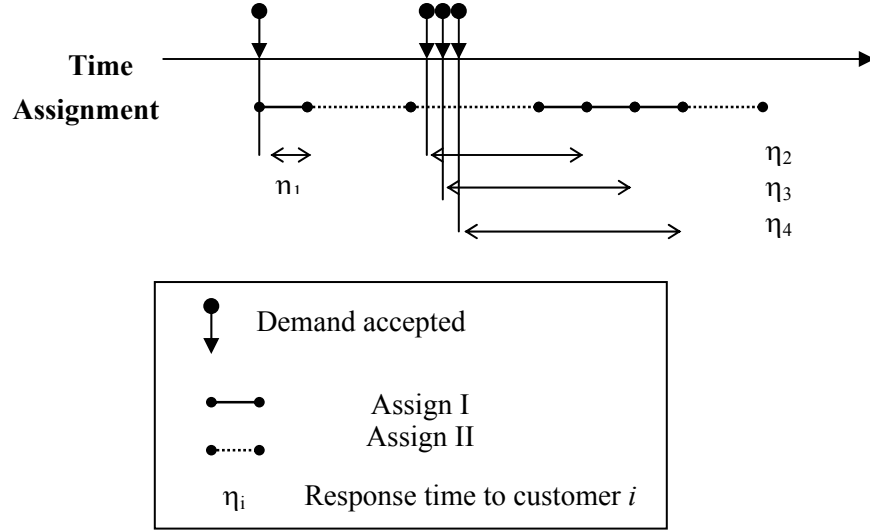 Time
Assignment
η₂
η₁
η₃
η₄
Demand accepted
Assign I
Assign II
ηᵢ Response time to customer i